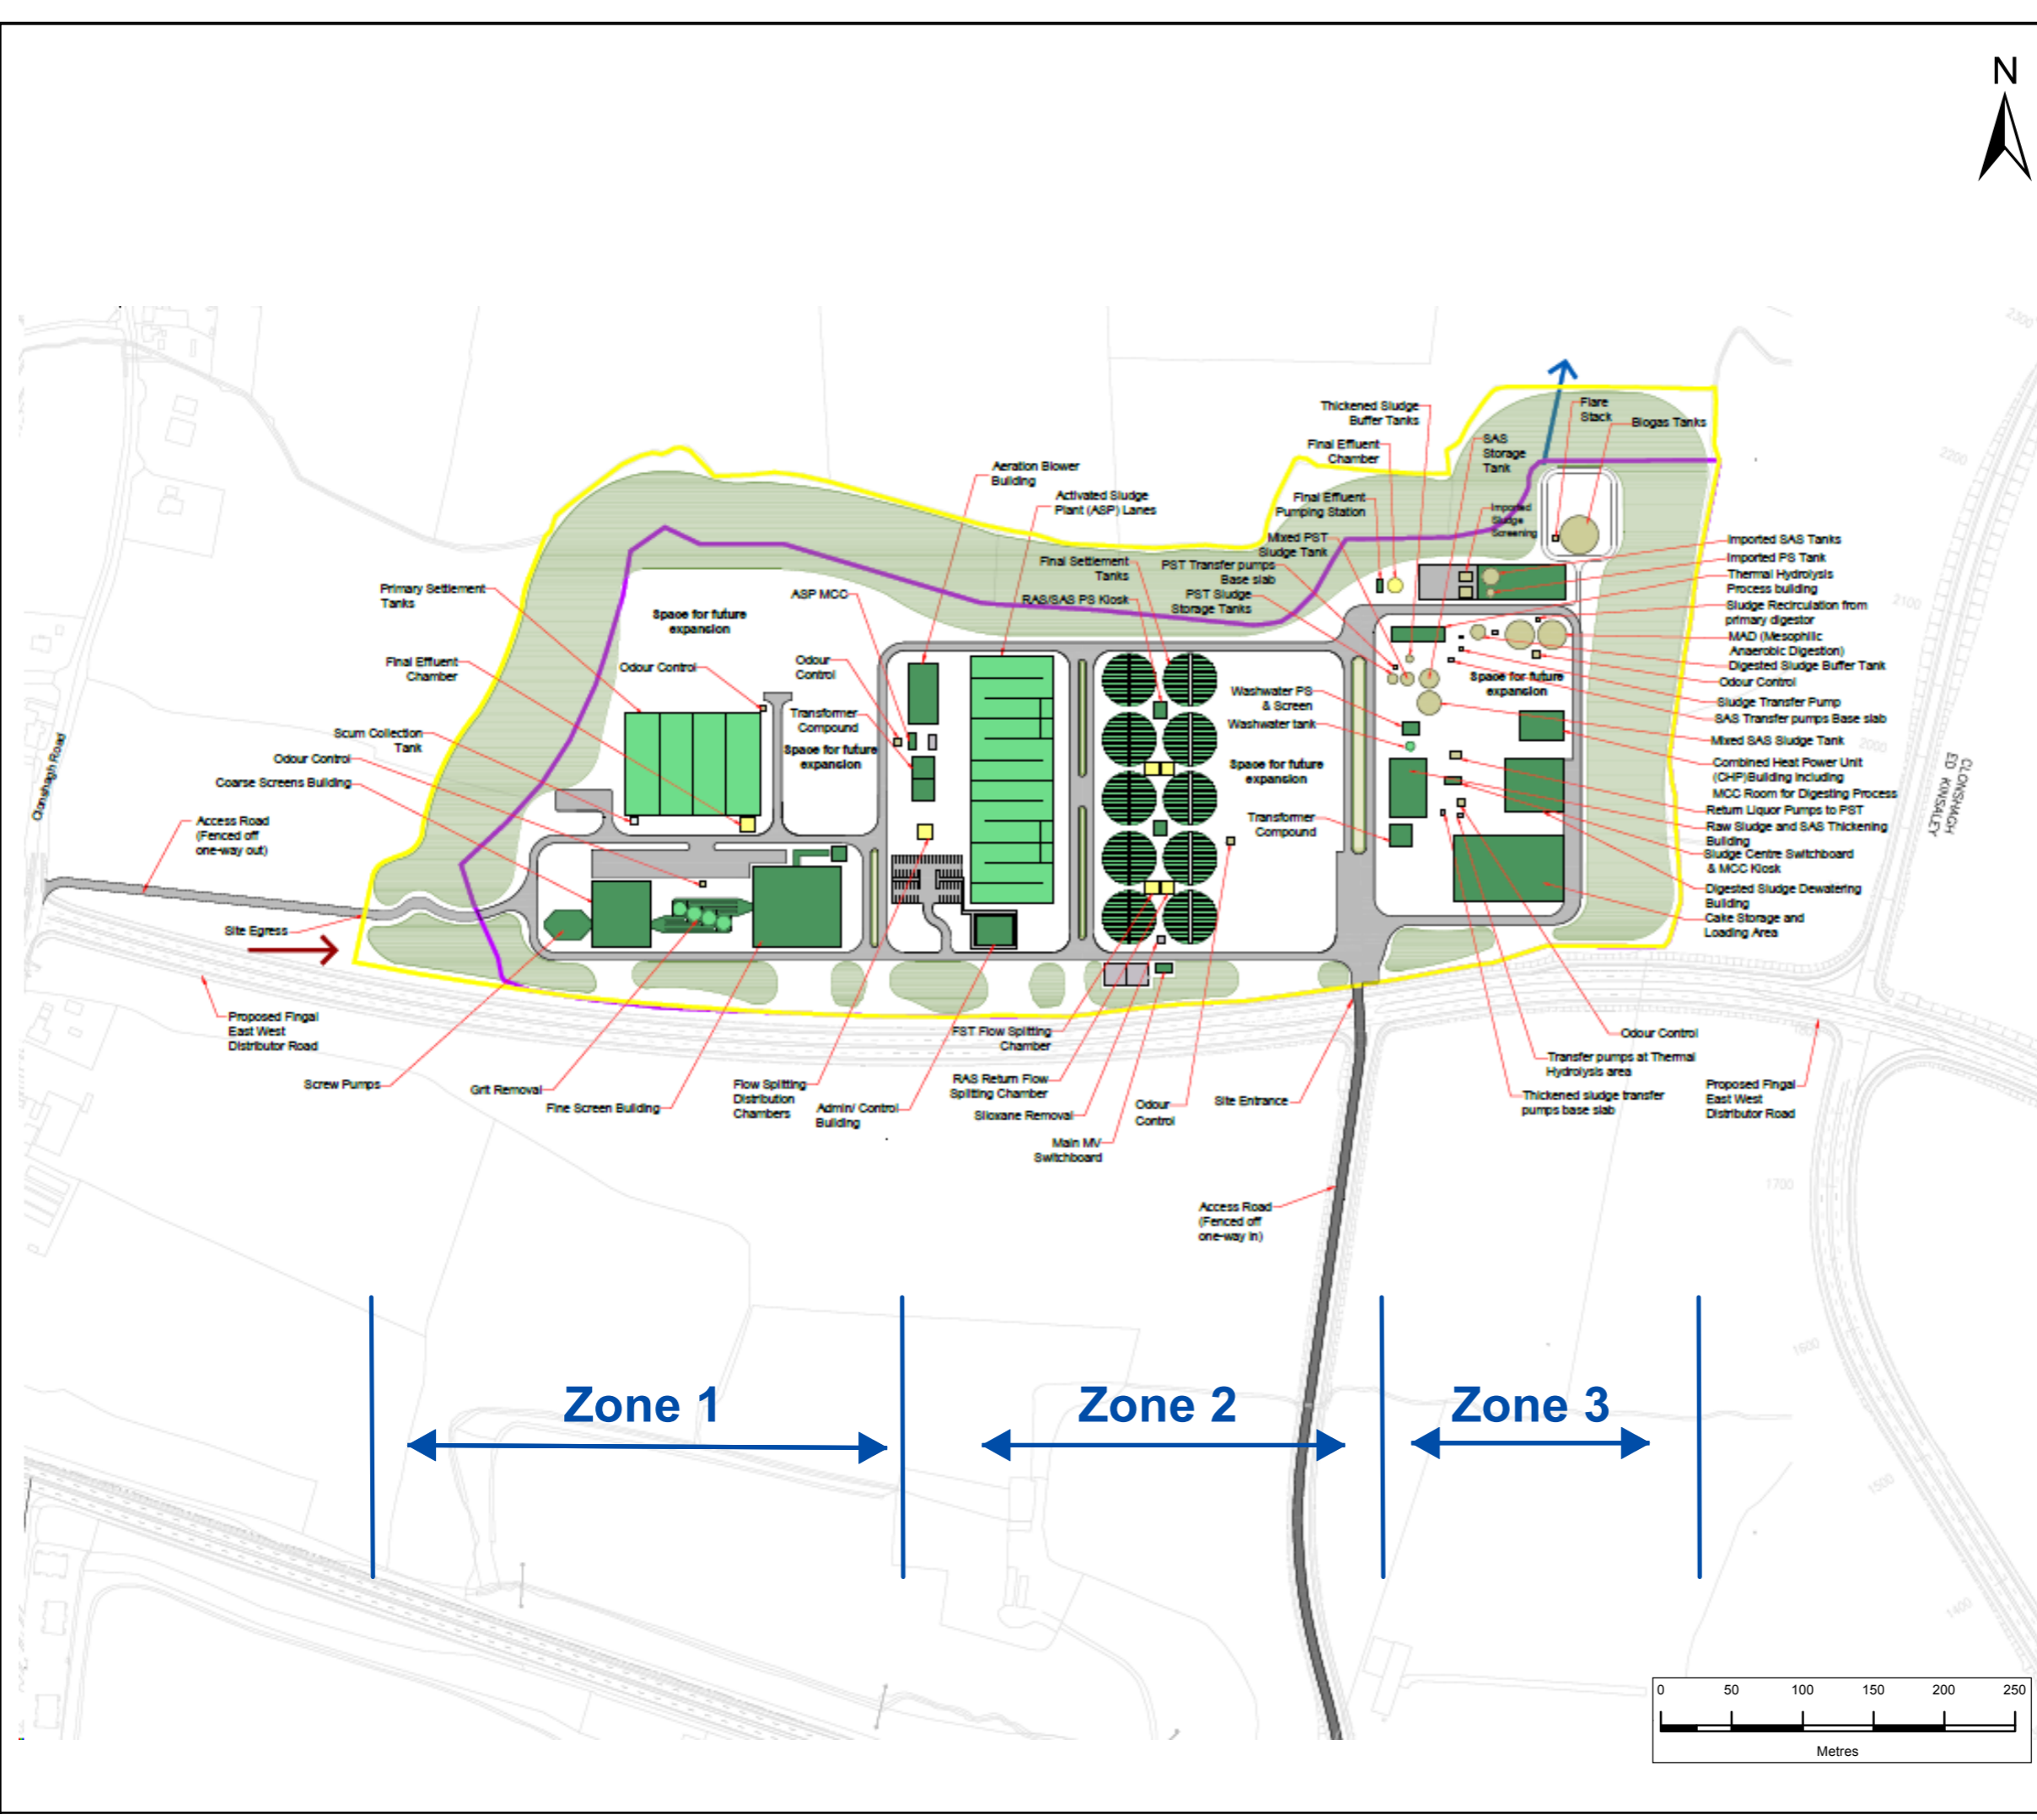 N
2300
2200
2100
2000
1700
1600
1500
1400
CLONSHAGH
ED KINSALEY
Clonshagh Road
Thickened Sludge
Buffer Tanks
Final Effluent
Chamber
SAS
Storage
Tank
Flare
Stack
Biogas Tanks
Aeration Blower
Building
Activated Sludge
Plant (ASP) Lanes
Final Effluent
Pumping Station
Imported
Sludge
Screening
Mixed PST
Sludge Tank
Final Settlement
Tanks
PST Transfer pumps
Base slab
RAS/SAS PS Kiosk
PST Sludge
Storage Tanks
Imported SAS Tanks
Imported PS Tank
Thermal Hydrolysis
Process building
Sludge Recirculation from
primary digestor
MAD (Mesophilic
Anaerobic Digestion)
Digested Sludge Buffer Tank
Odour Control
Sludge Transfer Pump
SAS Transfer pumps Base slab
Mixed SAS Sludge Tank
Combined Heat Power Unit
(CHP)Building Including
MCC Room for Digesting Process
Return Liquor Pumps to PST
Raw Sludge and SAS Thickening
Building
Sludge Centre Switchboard
& MCC Kiosk
Digested Sludge Dewatering
Building
Cake Storage and
Loading Area
Primary Settlement
Tanks
Space for future
expansion
ASP MCC
Final Effluent
Chamber
Odour Control
Odour
Control
Transformer
Compound
Space for future
expansion
Scum Collection
Tank
Odour Control
Coarse Screens Building
Access Road
(Fenced off
one-way out)
Site Egress
Washwater PS
& Screen
Washwater tank
Space for future
expansion
Transformer
Compound
Space for future
expansion
Proposed Fingal
East West
Distributor Road
Screw Pumps
Grit Removal
Fine Screen Building
Flow Splitting
Distribution
Chambers
Admin/ Control
Building
FST Flow Splitting
Chamber
RAS Return Flow
Splitting Chamber
Siloxane Removal
Main MV
Switchboard
Odour
Control
Site Entrance
Odour Control
Transfer pumps at Thermal
Hydrolysis area
Thickened sludge transfer
pumps base slab
Proposed Fingal
East West
Distributor Road
Access Road
(Fenced off
one-way in)
Zone 1
Zone 2
Zone 3
0 50 100 150 200 250
Metres